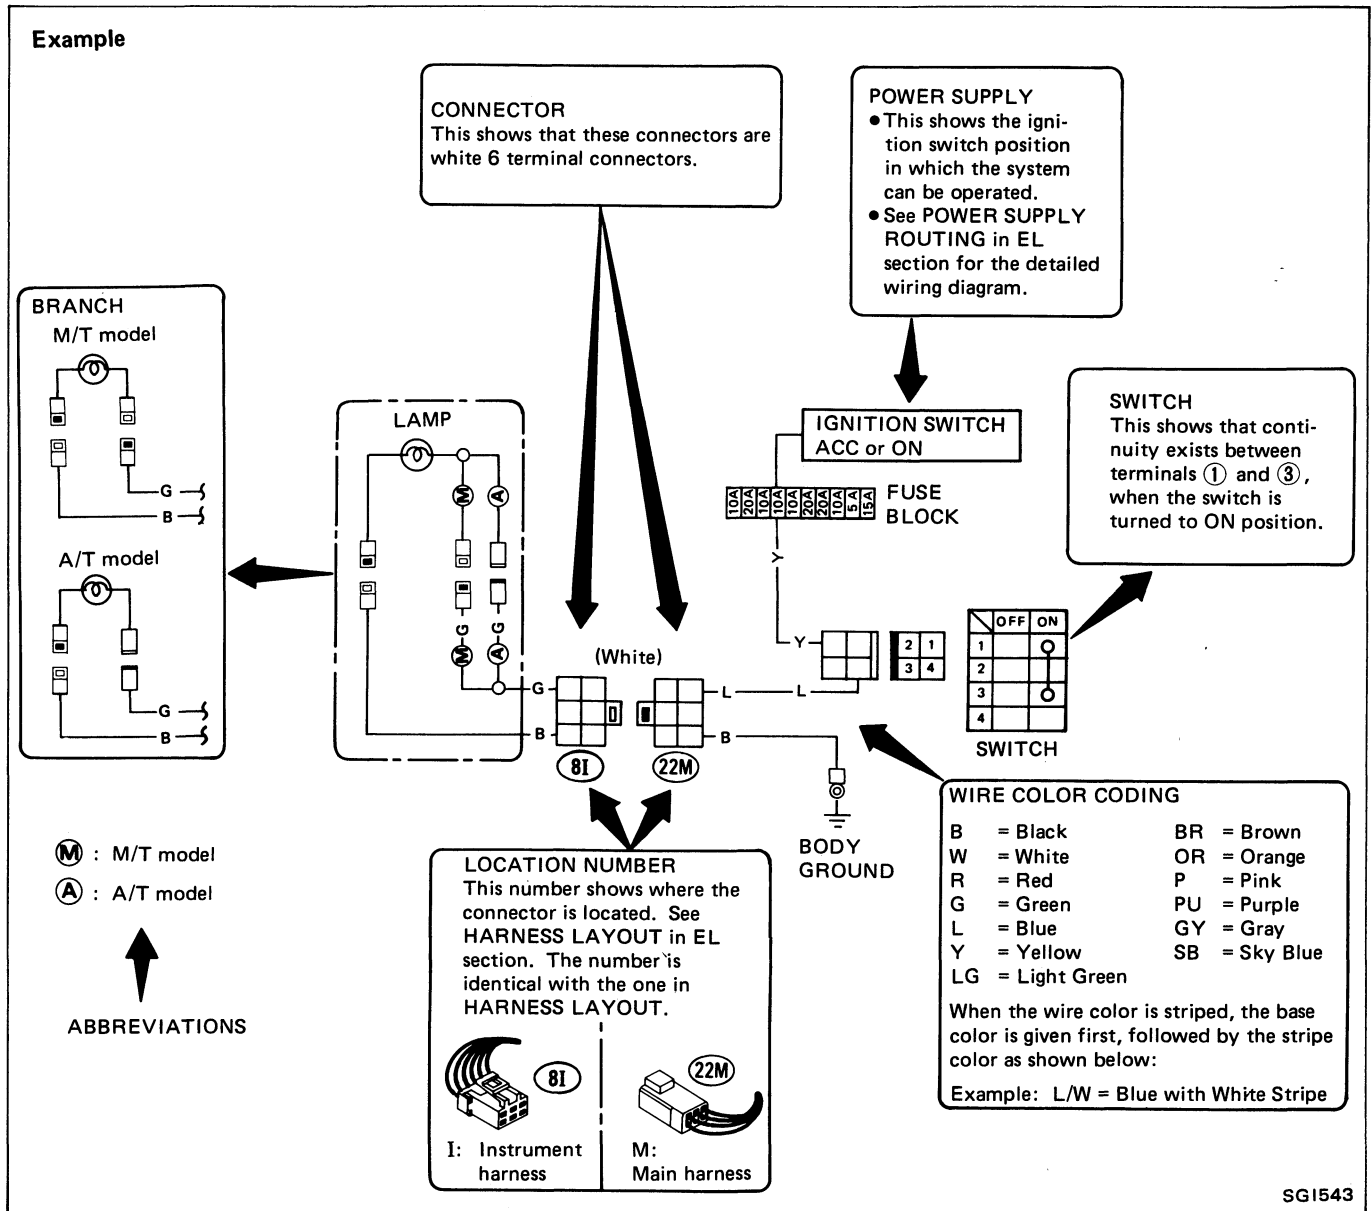 Example
CONNECTOR
This shows that these connectors are
white 6 terminal connectors.
POWER SUPPLY
● This shows the igni-
tion switch position
in which the system
can be operated.
● See POWER SUPPLY
ROUTING in EL
section for the detailed
wiring diagram.
BRANCH
M/T model
G
B
A/T model
G
B
LAMP
M
A
G
G
M
A
G
B
(White)
8I
22M
L
L
B
BODY
GROUND
IGNITION SWITCH
ACC or ON
10A 20A 10A 10A 10A 20A 20A 10A 5A 15A
FUSE
BLOCK
Y
Y
2 1
3 4
OFF ON
1
2
3
4
SWITCH
SWITCH
This shows that conti-
nuity exists between
terminals ① and ③,
when the switch is
turned to ON position.
Ⓜ : M/T model
Ⓐ : A/T model
ABBREVIATIONS
LOCATION NUMBER
This number shows where the
connector is located. See
HARNESS LAYOUT in EL
section. The number is
identical with the one in
HARNESS LAYOUT.
8I
22M
I: Instrument
harness
M:
Main harness
WIRE COLOR CODING
B = Black BR = Brown
W = White OR = Orange
R = Red P = Pink
G = Green PU = Purple
L = Blue GY = Gray
Y = Yellow SB = Sky Blue
LG = Light Green
When the wire color is striped, the base
color is given first, followed by the stripe
color as shown below:
Example: L/W = Blue with White Stripe
SGI543